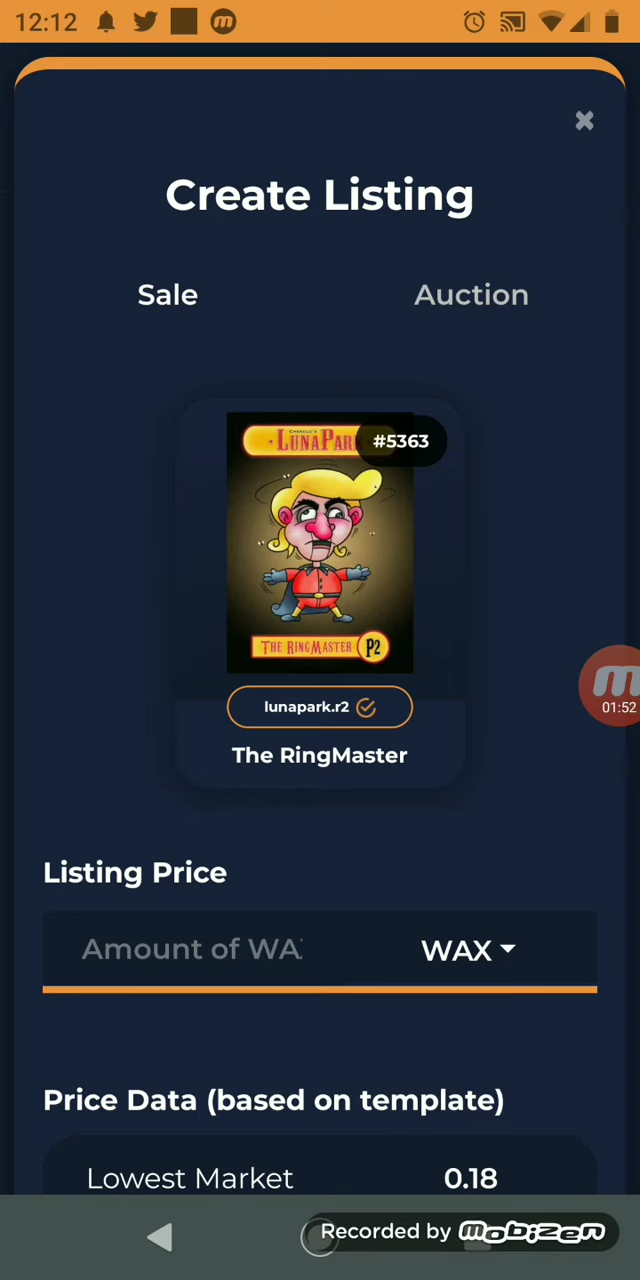 12:12
Create Listing
Sale
Auction
#5363
LUNAPAR
THE RINGMASTER P2
lunapark.r2
The RingMaster
01:52
Listing Price
Amount of WA
WAX
Price Data (based on template)
Lowest Market 0.18
Recorded by mobizen